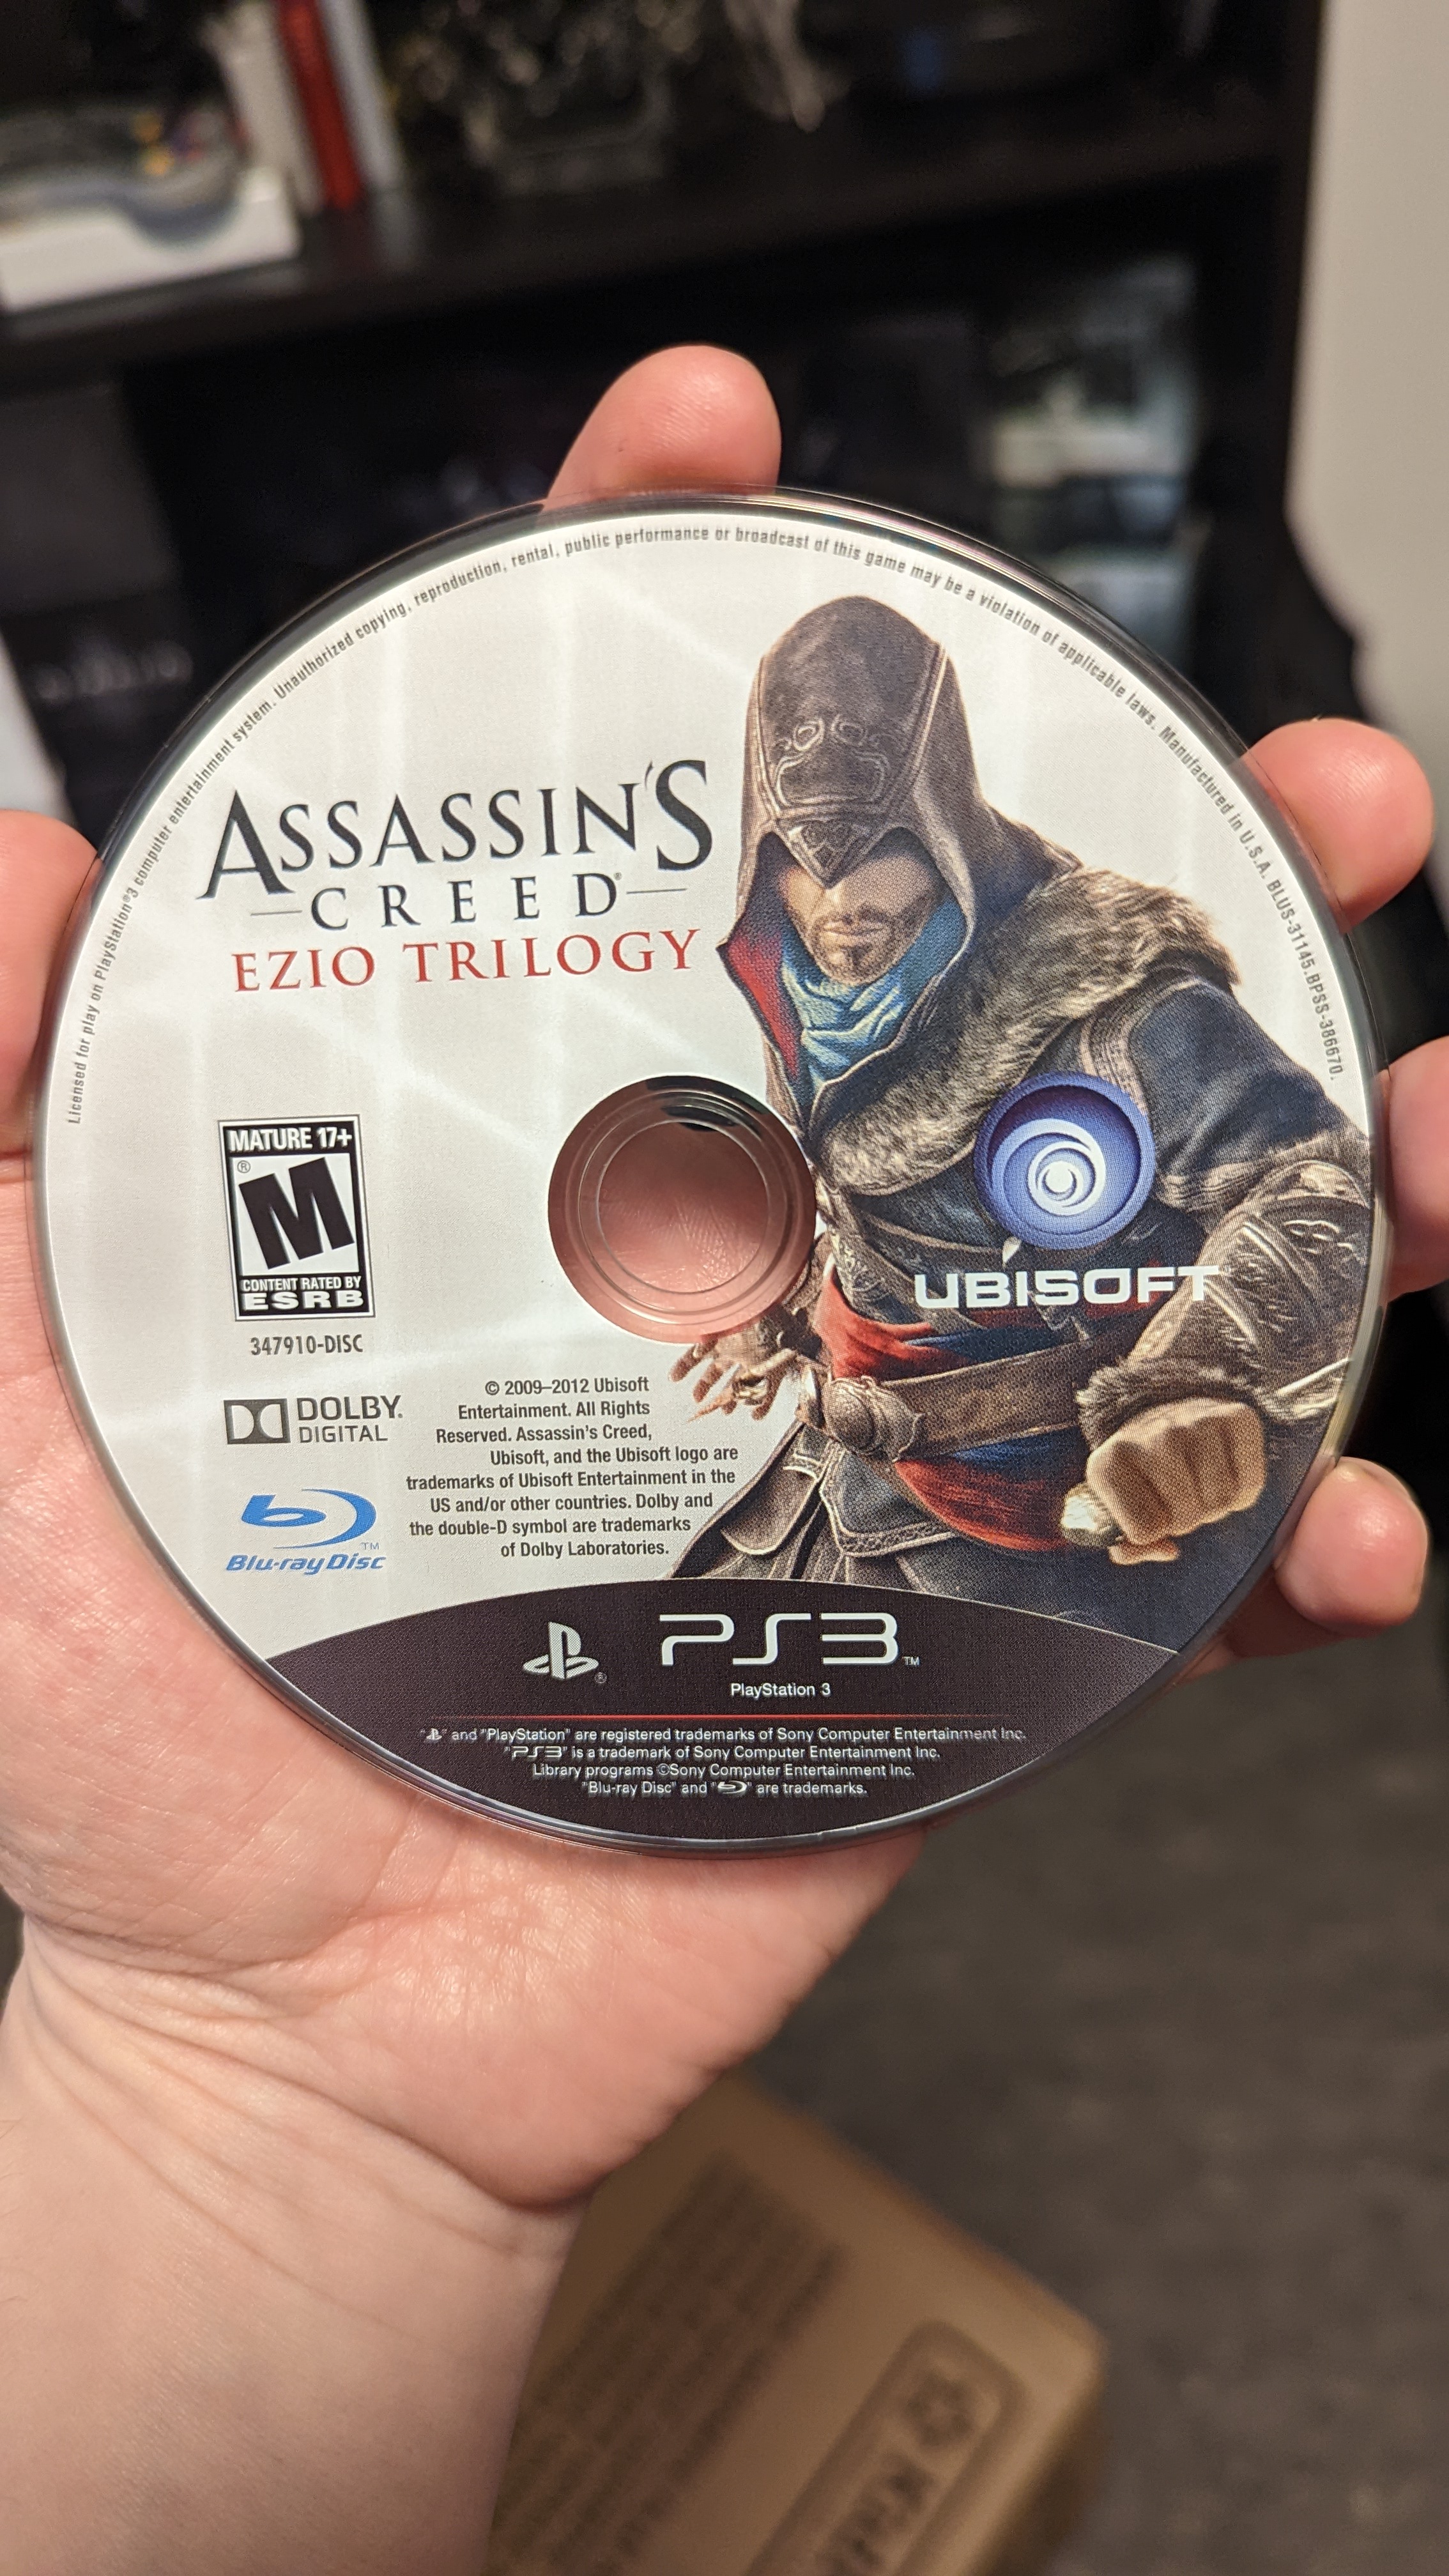 Licensed for play on PlayStation®3 computer entertainment system. Unauthorized copying, reproduction, rental, public performance or broadcast of this game may be a violation of applicable laws. Manufactured in U.S.A. BLUS-31145.BPSS-386670.
ASSASSIN'S
CREED®
EZIO TRILOGY
MATURE 17+
®
M
CONTENT RATED BY
ESRB
347910-DISC
UBISOFT
DOLBY®
DIGITAL
Blu-ray Disc™
© 2009–2012 Ubisoft
Entertainment. All Rights
Reserved. Assassin's Creed,
Ubisoft, and the Ubisoft logo are
trademarks of Ubisoft Entertainment in the
US and/or other countries. Dolby and
the double-D symbol are trademarks
of Dolby Laboratories.
® PS3™
PlayStation 3
" " and "PlayStation" are registered trademarks of Sony Computer Entertainment Inc.
"PS3" is a trademark of Sony Computer Entertainment Inc.
Library programs ©Sony Computer Entertainment Inc.
"Blu-ray Disc" and " " are trademarks.